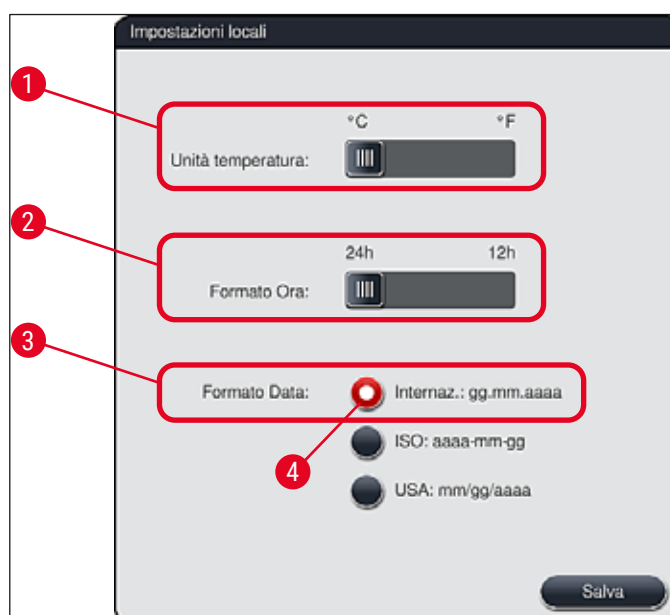 Impostazioni locali
1
°C °F
Unità temperatura:
2
24h 12h
Formato Ora:
3
Formato Data: Internaz.: gg.mm.aaaa
4
ISO: aaaa-mm-gg
USA: mm/gg/aaaa
Salva